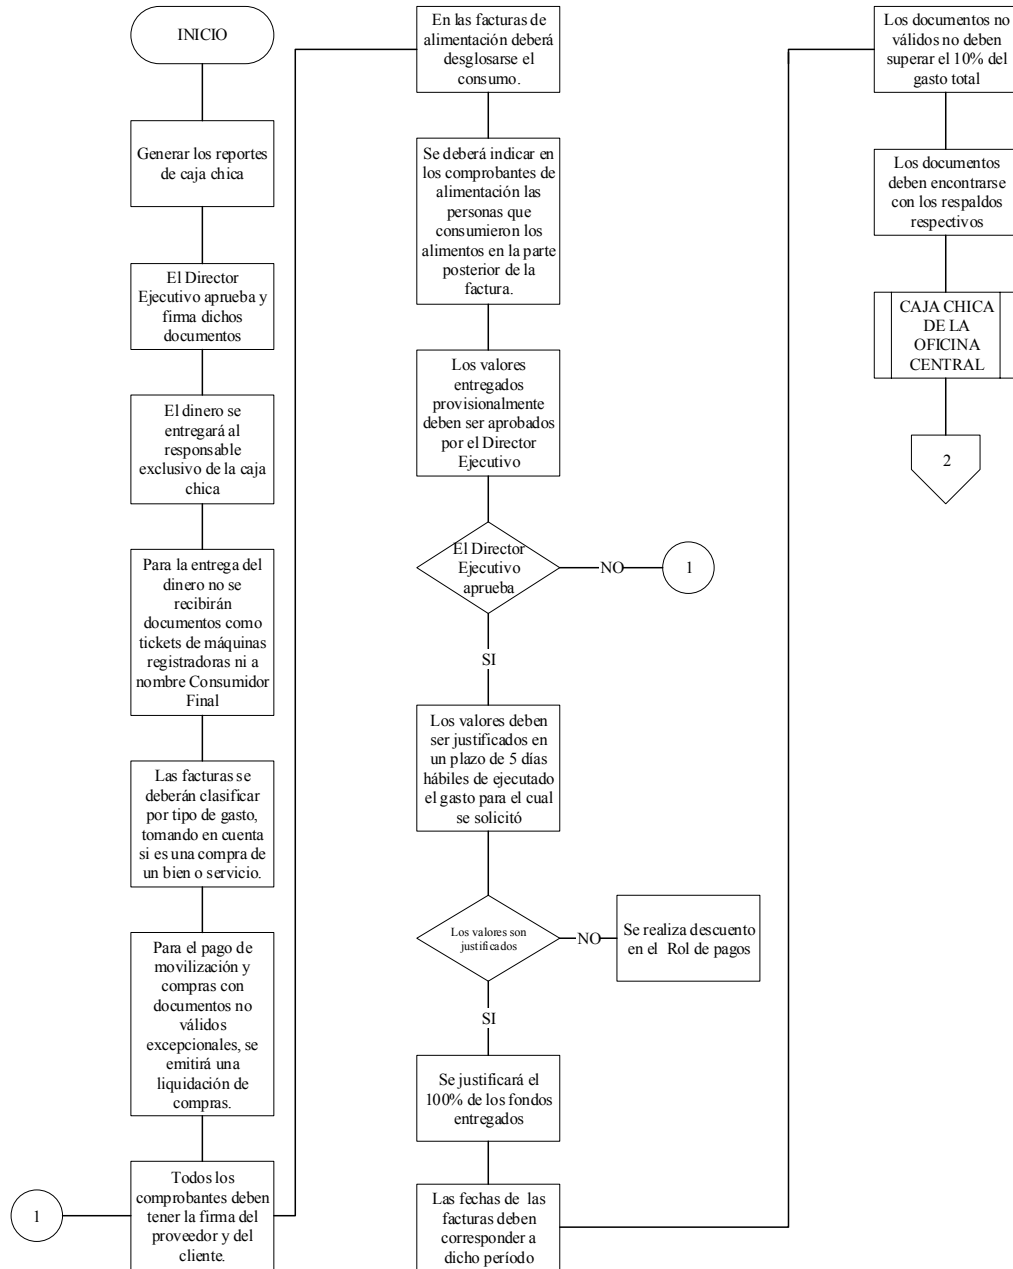 INICIO
Generar los reportes
de caja chica
El Director
Ejecutivo aprueba y
firma dichos
documentos
El dinero se
entregará al
responsable
exclusivo de la caja
chica
Para la entrega del
dinero no se
recibirán
documentos como
tickets de máquinas
registradoras ni a
nombre Consumidor
Final
Las facturas se
deberán clasificar
por tipo de gasto,
tomando en cuenta
si es una compra de
un bien o servicio.
Para el pago de
movilización y
compras con
documentos no
válidos
excepcionales, se
emitirá una
liquidación de
compras.
1
Todos los
comprobantes deben
tener la firma del
proveedor y del
cliente.
En las facturas de
alimentación deberá
desglosarse el
consumo.
Se deberá indicar en
los comprobantes de
alimentación las
personas que
consumieron los
alimentos en la parte
posterior de la
factura.
Los valores
entregados
provisionalmente
deben ser aprobados
por el Director
Ejecutivo
El Director
Ejecutivo
aprueba
NO
1
SI
Los valores deben
ser justificados en
un plazo de 5 días
hábiles de ejecutado
el gasto para el cual
se solicitó
Los valores son
justificados
NO
Se realiza descuento
en el Rol de pagos
SI
Se justificará el
100% de los fondos
entregados
Las fechas de las
facturas deben
corresponder a
dicho período
Los documentos no
válidos no deben
superar el 10% del
gasto total
Los documentos
deben encontrarse
con los respaldos
respectivos
CAJA CHICA
DE LA
OFICINA
CENTRAL
2